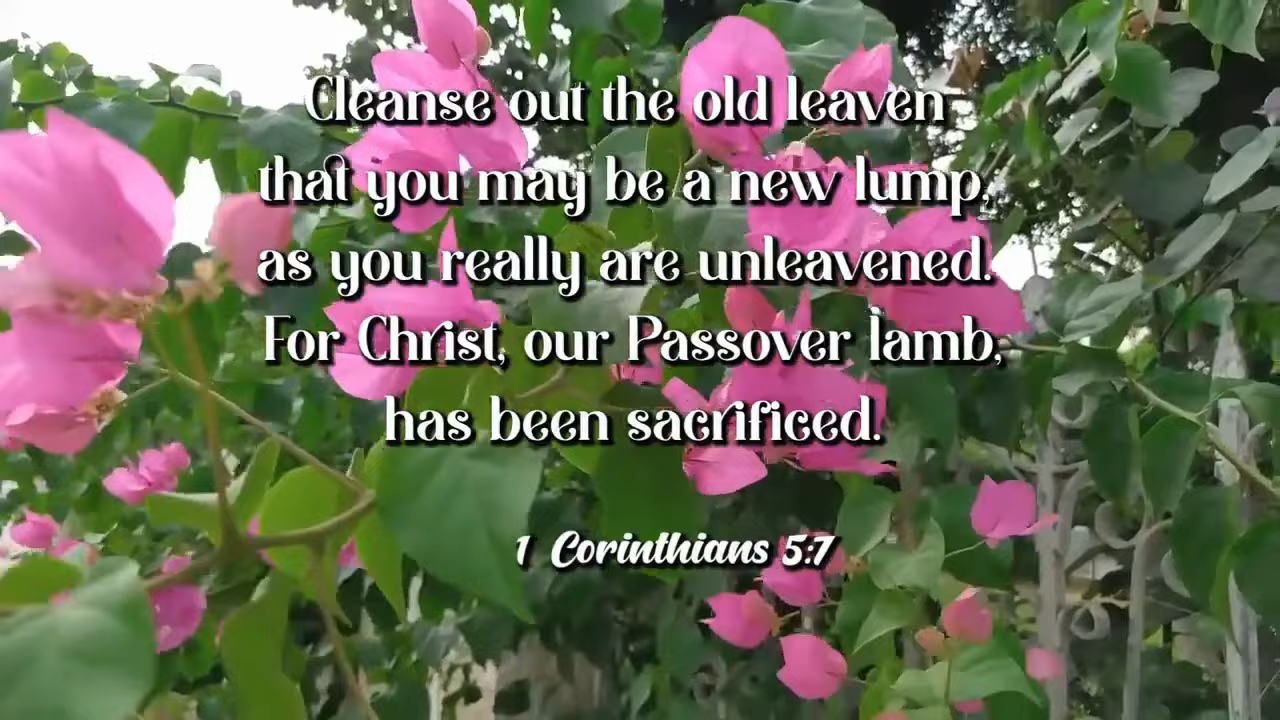 Cleanse out the old leaven
that you may be a new lump,
as you really are unleavened.
For Christ, our Passover lamb,
has been sacrificed.
1 Corinthians 5:7